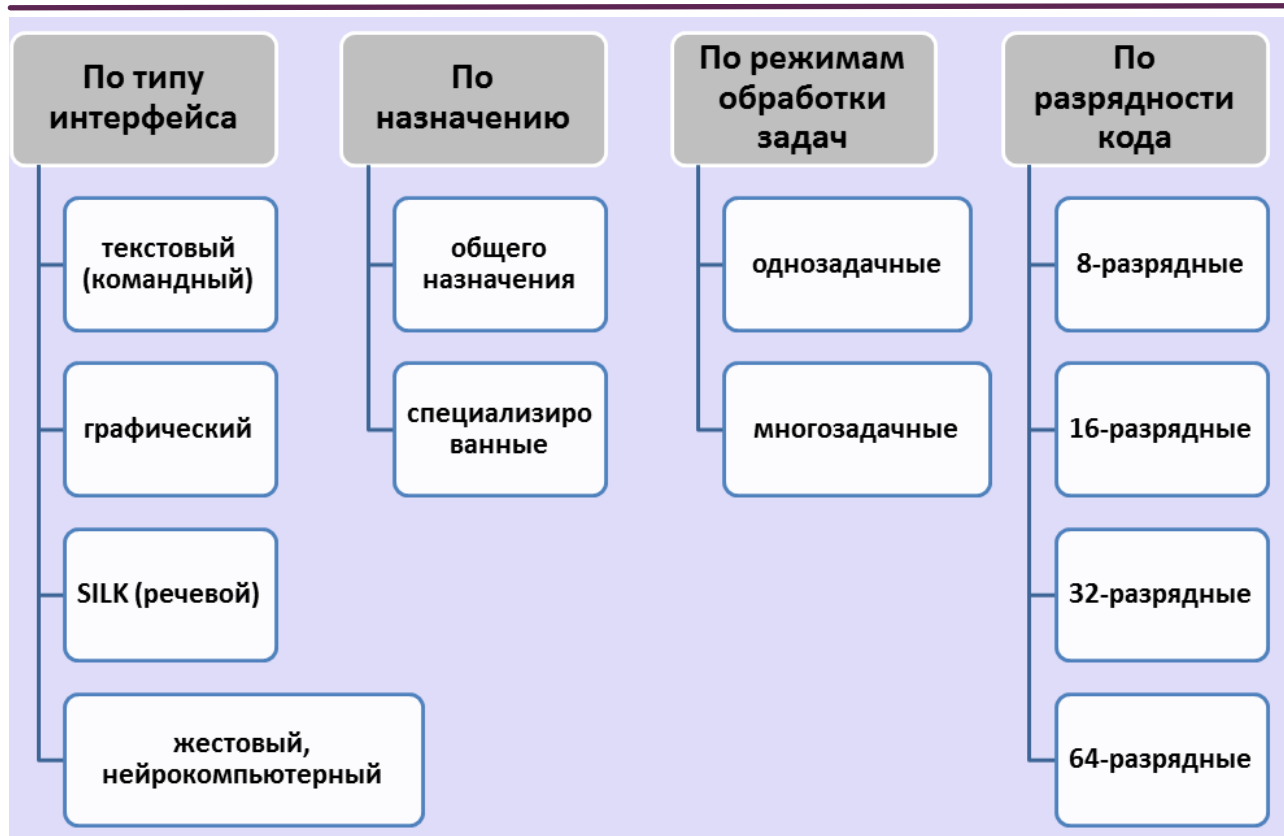 По типу
интерфейса
текстовый
(командный)
графический
SILK (речевой)
жестовый,
нейрокомпьютерный
По
назначению
общего
назначения
специализиро
ванные
По режимам
обработки
задач
однозадачные
многозадачные
По
разрядности
кода
8-разрядные
16-разрядные
32-разрядные
64-разрядные